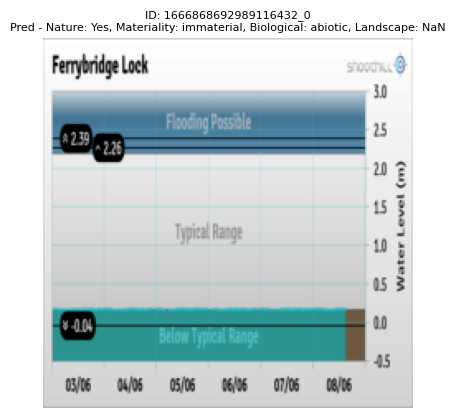 ID: 1666868692989116432_0
Pred - Nature: Yes, Materiality: immaterial, Biological: abiotic, Landscape: NaN
Ferrybridge Lock
shoothill
3.0
Flooding Possible
2.5
2.39
2.26
2.0
1.5
Typical Range
1.0
0.5
0.0
-0.04
Below Typical Range
-0.5
Water Level (m)
03/06 04/06 05/06 06/06 07/06 08/06